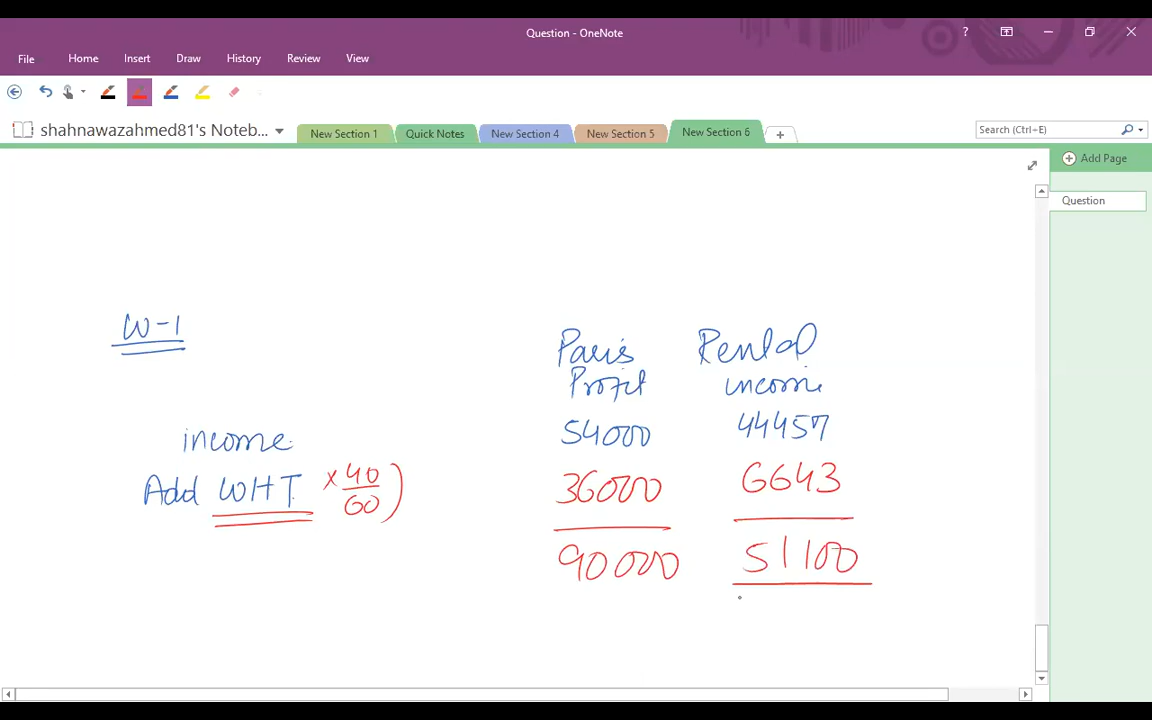 Question - OneNote
?
File Home Insert Draw History Review View
shahnawazahmed81's Noteb...
New Section 1 Quick Notes New Section 4 New Section 5 New Section 6
Search (Ctrl+E)
Add Page
Question
W-1
Paris Rental
Profit income
income 54000 44457
Add WHT × 40/60) 36000 6643
90000 51100